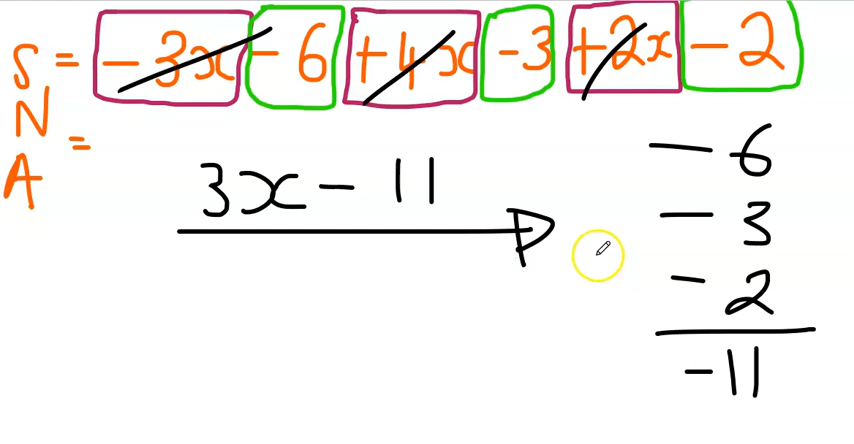 S = -3x -6 +4x -3 +2x -2
N
A =
3x - 11
-6
-3
-2
-11